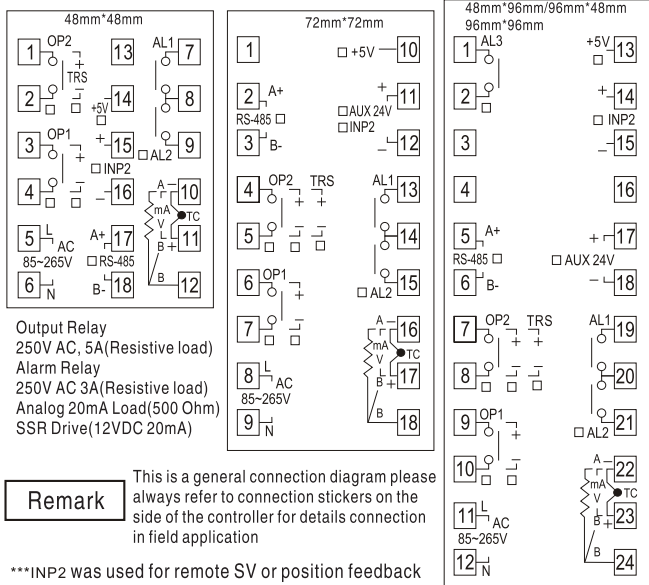 48mm*48mm
1 OP2 13 AL1 7
TRS
2 +5V 14 8
3 OP1 + 15 9
INP2 AL2
4 – 16 A – 10
mA TC
V
5 L AC A+ 17 B + 11
85~265V RS-485
6 N B- 18 B 12
72mm*72mm
1 +5V 10
2 A+ + 11
RS-485 AUX 24V
INP2
3 B- – 12
4 OP2 TRS AL1 13
5 14
6 OP1 15
AL2
7 A – 16
mA TC
V
8 L AC B + 17
85~265V
9 N B 18
48mm*96mm/96mm*48mm
96mm*96mm
1 AL3 +5V 13
2 + 14
INP2
3 – 15
4 16
5 A+ + 17
RS-485 AUX 24V
6 B- – 18
7 OP2 TRS AL1 19
8 20
9 OP1 21
AL2
10 A – 22
mA TC
V
11 L AC B + 23
85~265V
12 N B 24
Output Relay
250V AC, 5A(Resistive load)
Alarm Relay
250V AC 3A(Resistive load)
Analog 20mA Load(500 Ohm)
SSR Drive(12VDC 20mA)
Remark
This is a general connection diagram please
always refer to connection stickers on the
side of the controller for details connection
in field application
***INP2 was used for remote SV or position feedback